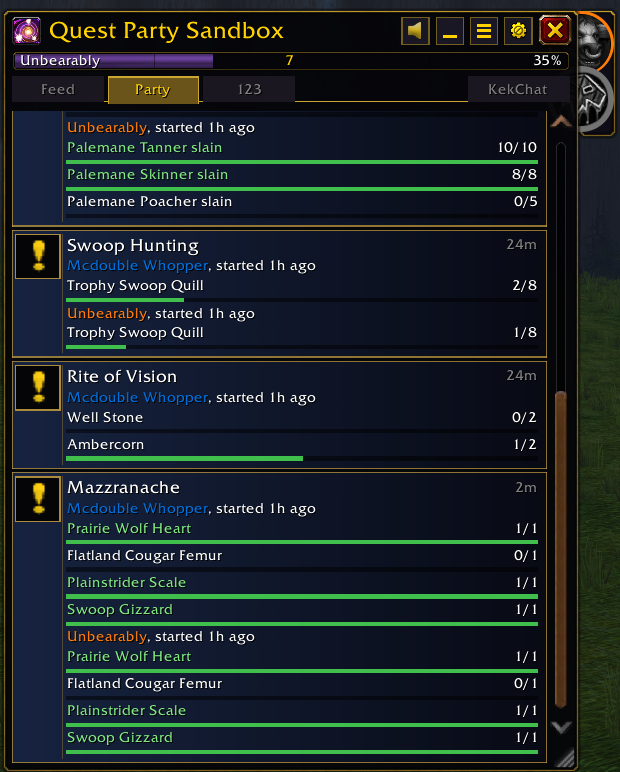 Quest Party Sandbox
Unbearably 7 35%
Feed Party 123 KekChat
Unbearably, started 1h ago
Palemane Tanner slain 10/10
Palemane Skinner slain 8/8
Palemane Poacher slain 0/5
Swoop Hunting 24m
Mcdouble Whopper, started 1h ago
Trophy Swoop Quill 2/8
Unbearably, started 1h ago
Trophy Swoop Quill 1/8
Rite of Vision 24m
Mcdouble Whopper, started 1h ago
Well Stone 0/2
Ambercorn 1/2
Mazzranache 2m
Mcdouble Whopper, started 1h ago
Prairie Wolf Heart 1/1
Flatland Cougar Femur 0/1
Plainstrider Scale 1/1
Swoop Gizzard 1/1
Unbearably, started 1h ago
Prairie Wolf Heart 1/1
Flatland Cougar Femur 0/1
Plainstrider Scale 1/1
Swoop Gizzard 1/1